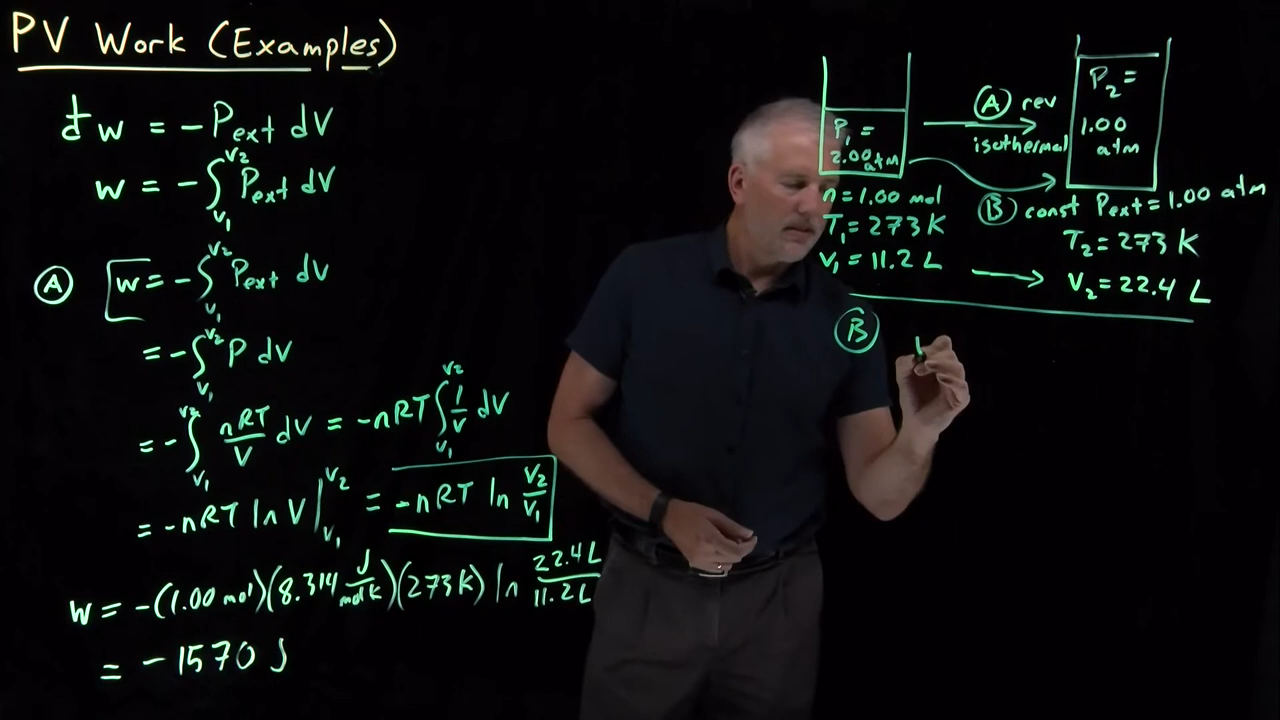 PV Work (Examples)
đw = -P_ext dV
w = -∫_{V₁}^{V₂} P_ext dV
Ⓐ w = -∫_{V₁}^{V₂} P_ext dV
= -∫_{V₁}^{V₂} P dV
= -∫_{V₁}^{V₂} nRT/V dV = -nRT ∫_{V₁}^{V₂} 1/V dV
= -nRT ln V |_{V₁}^{V₂} = -nRT ln V₂/V₁
w = -(1.00 mol)(8.314 J/mol K)(273 K) ln 22.4 L/11.2 L
= -1570 J
P₁ =
2.00 atm
n = 1.00 mol
T₁ = 273 K
V₁ = 11.2 L
Ⓐ rev
isothermal
Ⓑ const P_ext = 1.00 atm
P₂ =
1.00
atm
T₂ = 273 K
V₂ = 22.4 L
Ⓑ